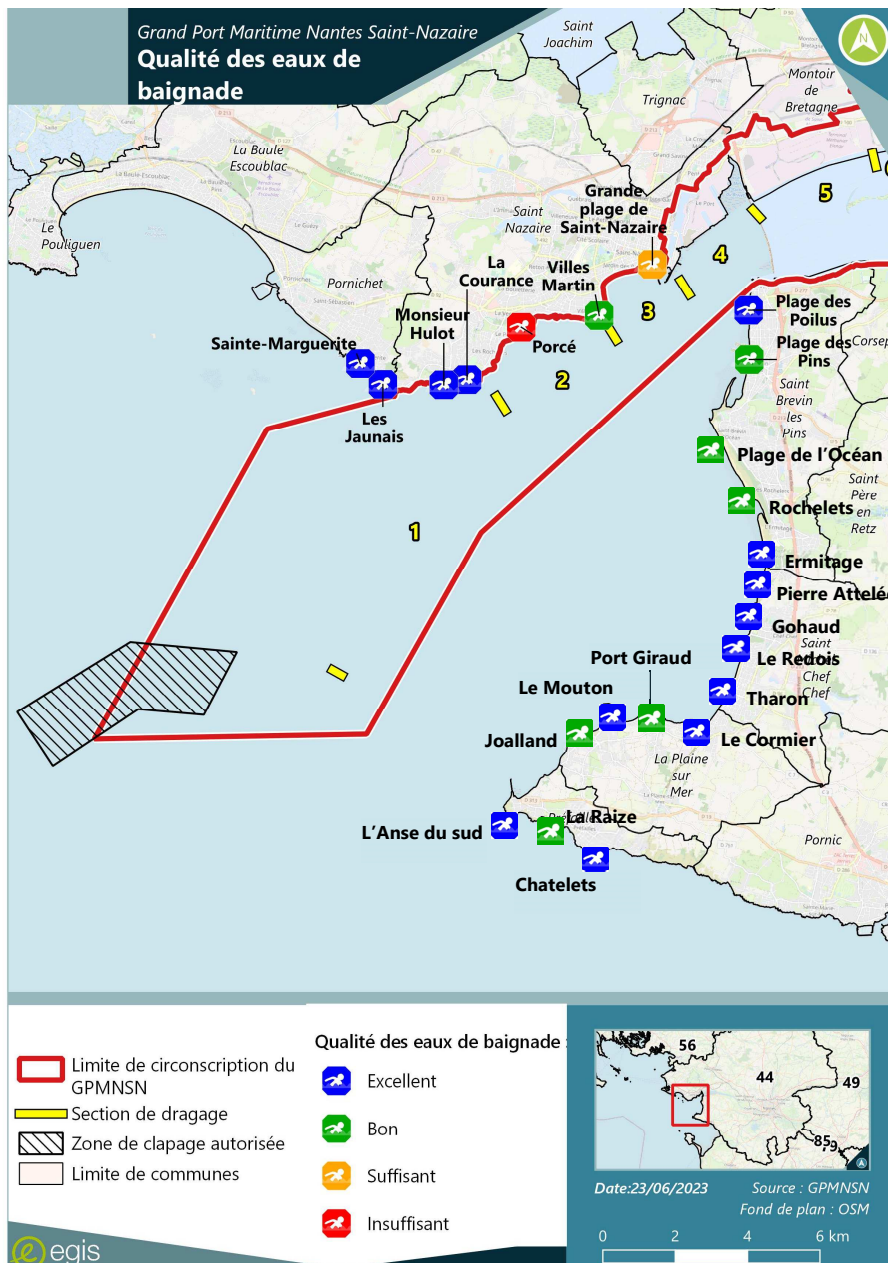 Grand Port Maritime Nantes Saint-Nazaire
Qualité des eaux de
baignade
N
Saint
Joachim
Montoir
de
Bretagne
Trignac
La Baule
Escoublac
Le
Pouliguen
Saint
Nazaire
Pornichet
Grande
plage de
Saint-Nazaire
5
4
3
2
1
La
Courance
Villes
Martin
Monsieur
Hulot
Porcé
Sainte-Marguerite
Les
Jaunais
Plage des
Poilus
Plage des
Pins
Corsep
Saint
Brevin
les
Pins
Plage de l'Océan
Saint
Père
en
Retz
Rochelets
Ermitage
Pierre Attelé
Gohaud
Saint
Chef
Chef
Le Redois
Port Giraud
Tharon
Le Mouton
Joalland
Le Cormier
La Plaine
sur
Mer
La Raize
L'Anse du sud
Pornic
Chatelets
Limite de circonscription du
GPMNSN
Section de dragage
Zone de clapage autorisée
Limite de communes
Qualité des eaux de baignade :
Excellent
Bon
Suffisant
Insuffisant
56
44
49
85
Date:23/06/2023
Source : GPMNSN
Fond de plan : OSM
0 2 4 6 km
egis